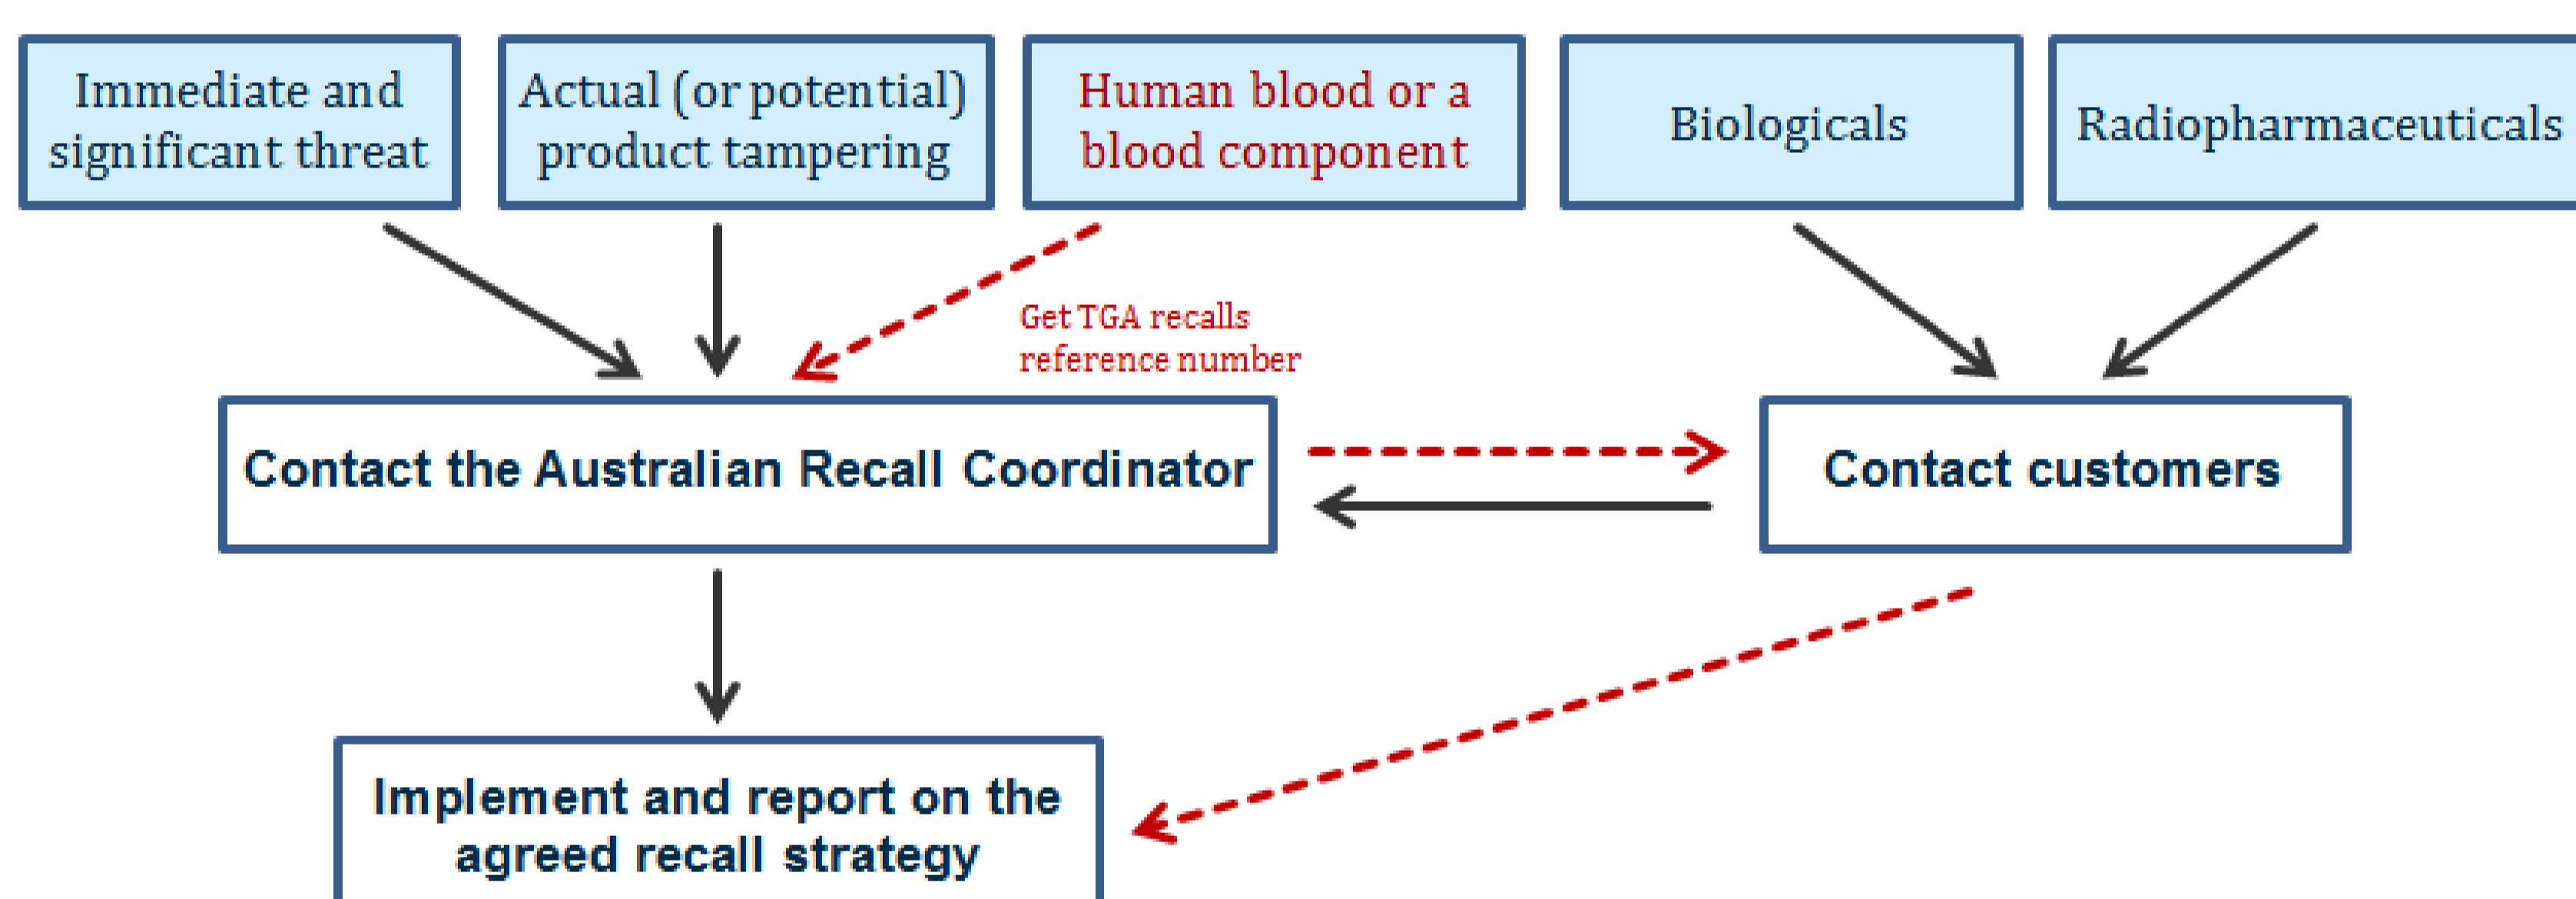 Immediate and
significant threat
Actual (or potential)
product tampering
Human blood or a
blood component
Biologicals
Radiopharmaceuticals
Get TGA recalls
reference number
Contact the Australian Recall Coordinator
Contact customers
Implement and report on the
agreed recall strategy